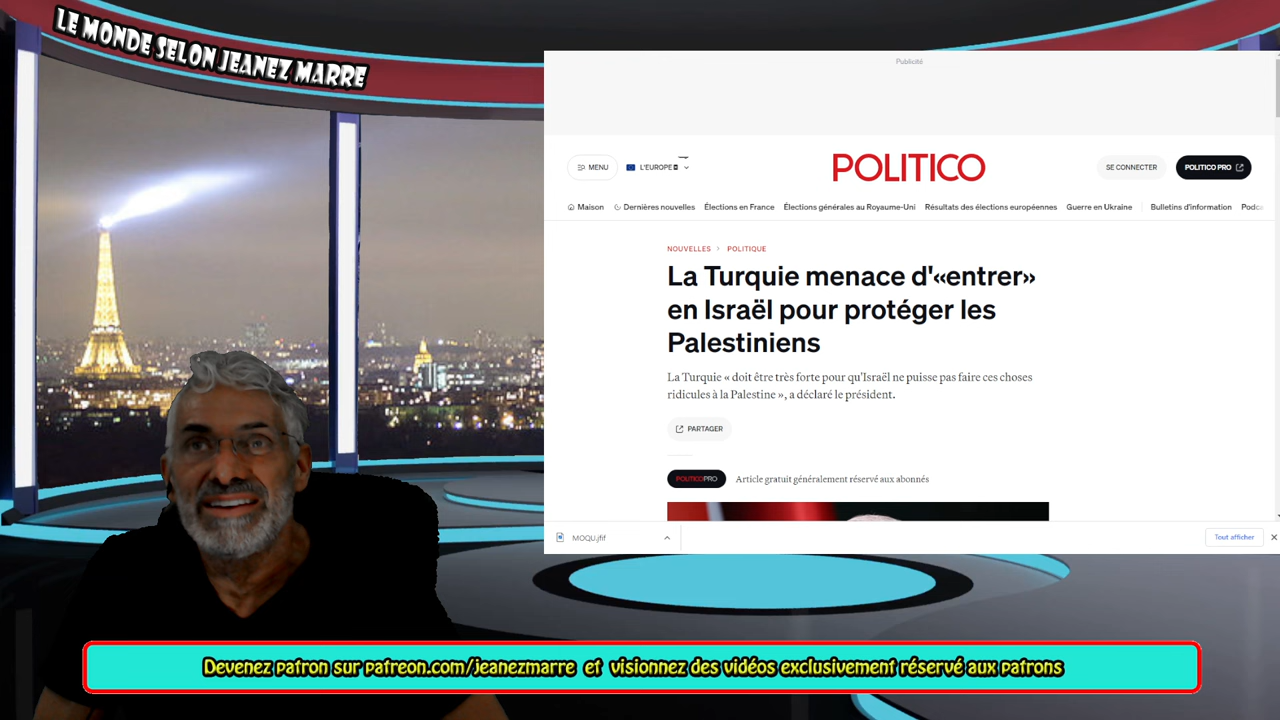 LE MONDE SELON JEANEZ MARRE
Publicité
MENU
L'EUROPE
POLITICO
SE CONNECTER
POLITICO PRO
Maison
Dernières nouvelles
Élections en France
Élections générales au Royaume-Uni
Résultats des élections européennes
Guerre en Ukraine
Bulletins d'information
Podca
NOUVELLES > POLITIQUE
La Turquie menace d'«entrer»
en Israël pour protéger les
Palestiniens
La Turquie « doit être très forte pour qu'Israël ne puisse pas faire ces choses
ridicules à la Palestine », a déclaré le président.
PARTAGER
POLITICO PRO
Article gratuit généralement réservé aux abonnés
MOQU.jfif
Tout afficher
Devenez patron sur patreon.com/jeanezmarre et visionnez des vidéos exclusivement réservé aux patrons